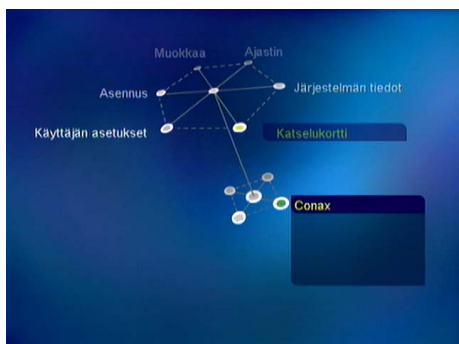 Muokkaa
Ajastin
Asennus
Järjestelmän tiedot
Käyttäjän asetukset
Katselukortti
Conax